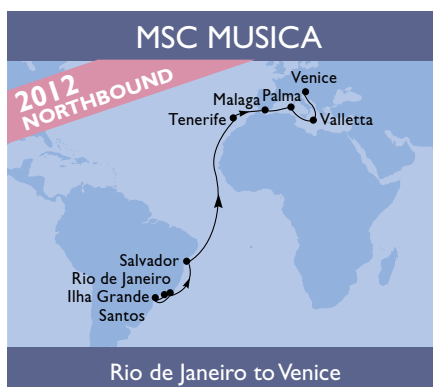 MSC MUSICA
2012
NORTHBOUND
Venice
Malaga Palma
Tenerife
Valletta
Salvador
Rio de Janeiro
Ilha Grande
Santos
Rio de Janeiro to Venice